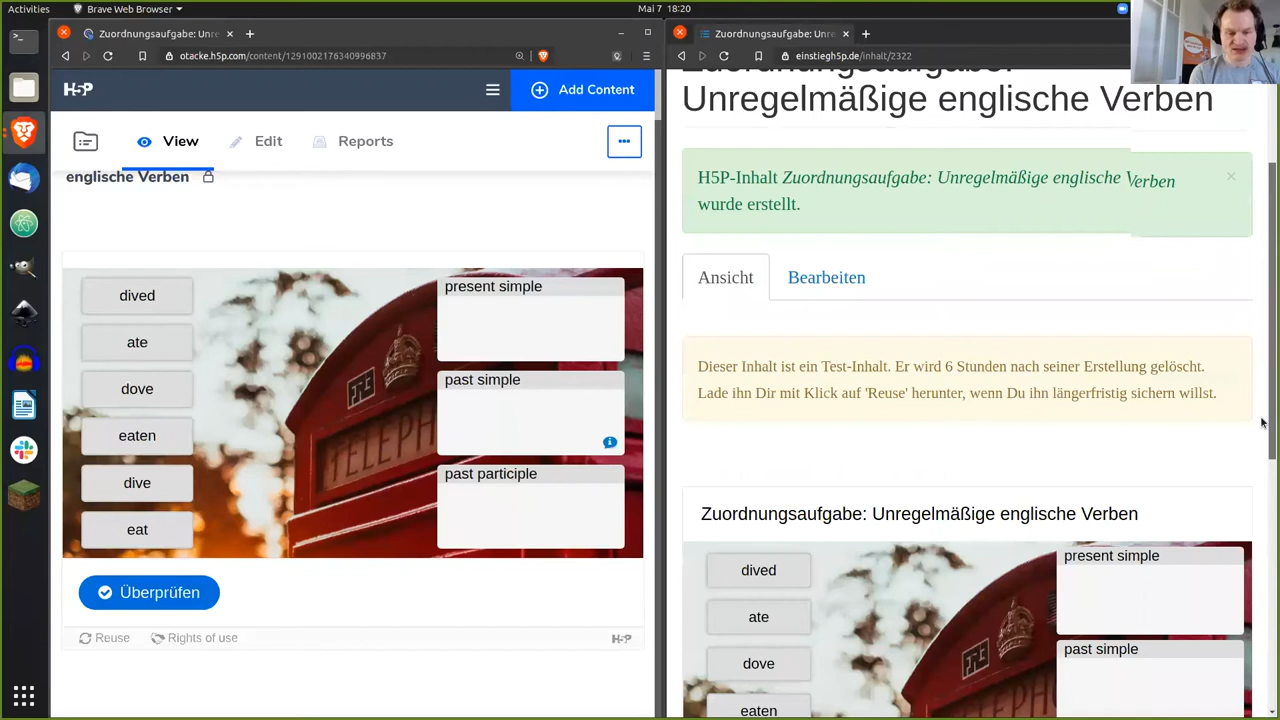 Activities
Brave Web Browser
Mai 7 18:20
Zuordnungsaufgabe: Unre
otacke.h5p.com/content/1291002176340996837
H5P
Add Content
View
Edit
Reports
englische Verben
dived
ate
dove
eaten
dive
eat
present simple
past simple
past participle
TELEPH
Überprüfen
Reuse
Rights of use
H5P
Zuordnungsaufgabe: Unre
einstiegh5p.de/inhalt/2322
Zuordnungsaufgabe:
Unregelmäßige englische Verben
H5P-Inhalt Zuordnungsaufgabe: Unregelmäßige englische Verben
wurde erstellt.
Ansicht
Bearbeiten
Dieser Inhalt ist ein Test-Inhalt. Er wird 6 Stunden nach seiner Erstellung gelöscht.
Lade ihn Dir mit Klick auf 'Reuse' herunter, wenn Du ihn längerfristig sichern willst.
Zuordnungsaufgabe: Unregelmäßige englische Verben
dived
ate
dove
eaten
present simple
past simple